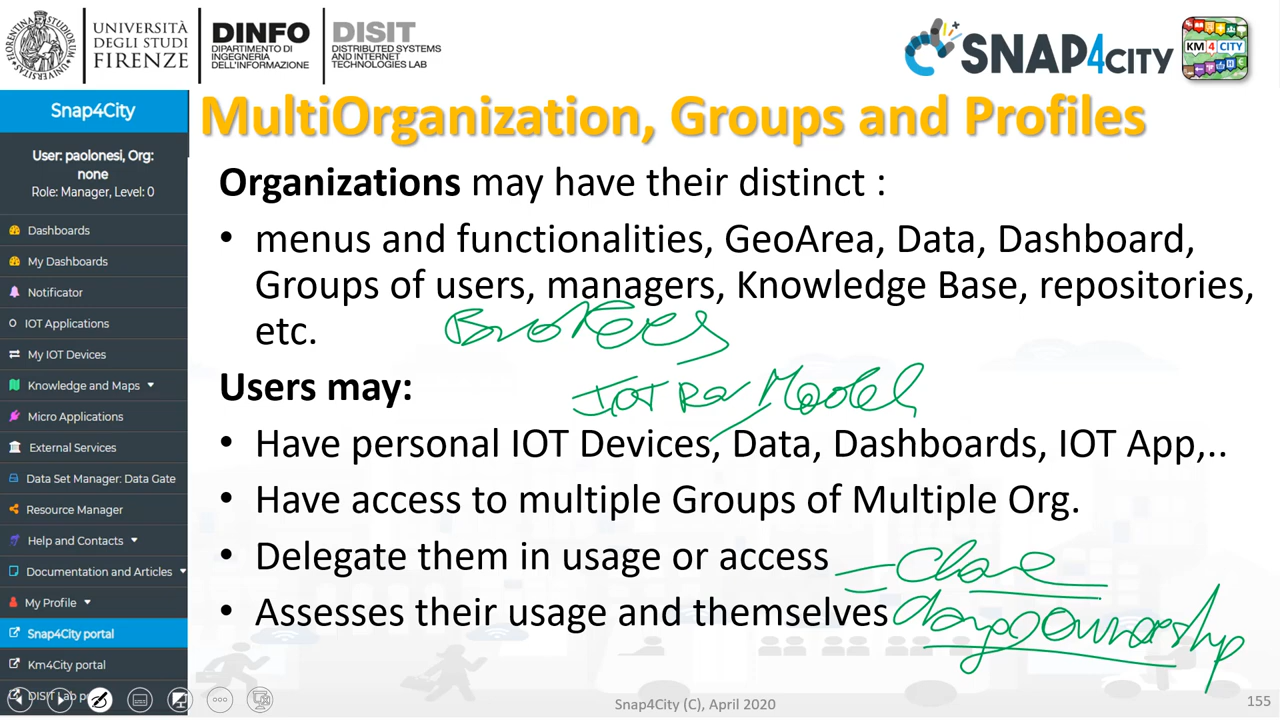 UNIVERSITÀ
DEGLI STUDI
FIRENZE
DINFO
DIPARTIMENTO DI
INGEGNERIA
DELL'INFORMAZIONE
DISIT
DISTRIBUTED SYSTEMS
AND INTERNET
TECHNOLOGIES LAB
SNAP4CITY
KM4CITY
Snap4City
User: paolonesi, Org:
none
Role: Manager, Level: 0
Dashboards
My Dashboards
Notificator
IOT Applications
My IOT Devices
Knowledge and Maps
Micro Applications
External Services
Data Set Manager: Data Gate
Resource Manager
Help and Contacts
Documentation and Articles
My Profile
Snap4City portal
Km4City portal
DISIT Lab
MultiOrganization, Groups and Profiles
Organizations may have their distinct :
• menus and functionalities, GeoArea, Data, Dashboard,
Groups of users, managers, Knowledge Base, repositories,
etc.
Brokers
Users may:
IOT Model
• Have personal IOT Devices, Data, Dashboards, IOT App,..
• Have access to multiple Groups of Multiple Org.
• Delegate them in usage or access
• Assesses their usage and themselves
change Ownership
Snap4City (C), April 2020
155